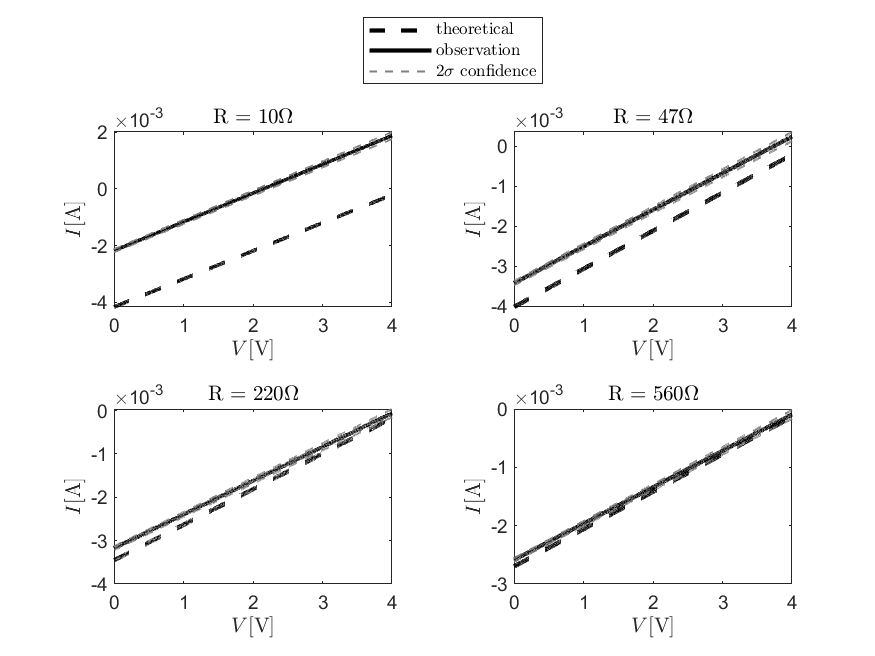 theoretical
observation
2σ confidence
×10-3
R = 10Ω
2
0
-2
-4
I[A]
0 1 2 3 4
V[V]
×10-3
R = 47Ω
0
-1
-2
-3
-4
I[A]
0 1 2 3 4
V[V]
×10-3
R = 220Ω
0
-1
-2
-3
-4
I[A]
0 1 2 3 4
V[V]
×10-3
R = 560Ω
0
-1
-2
-3
I[A]
0 1 2 3 4
V[V]